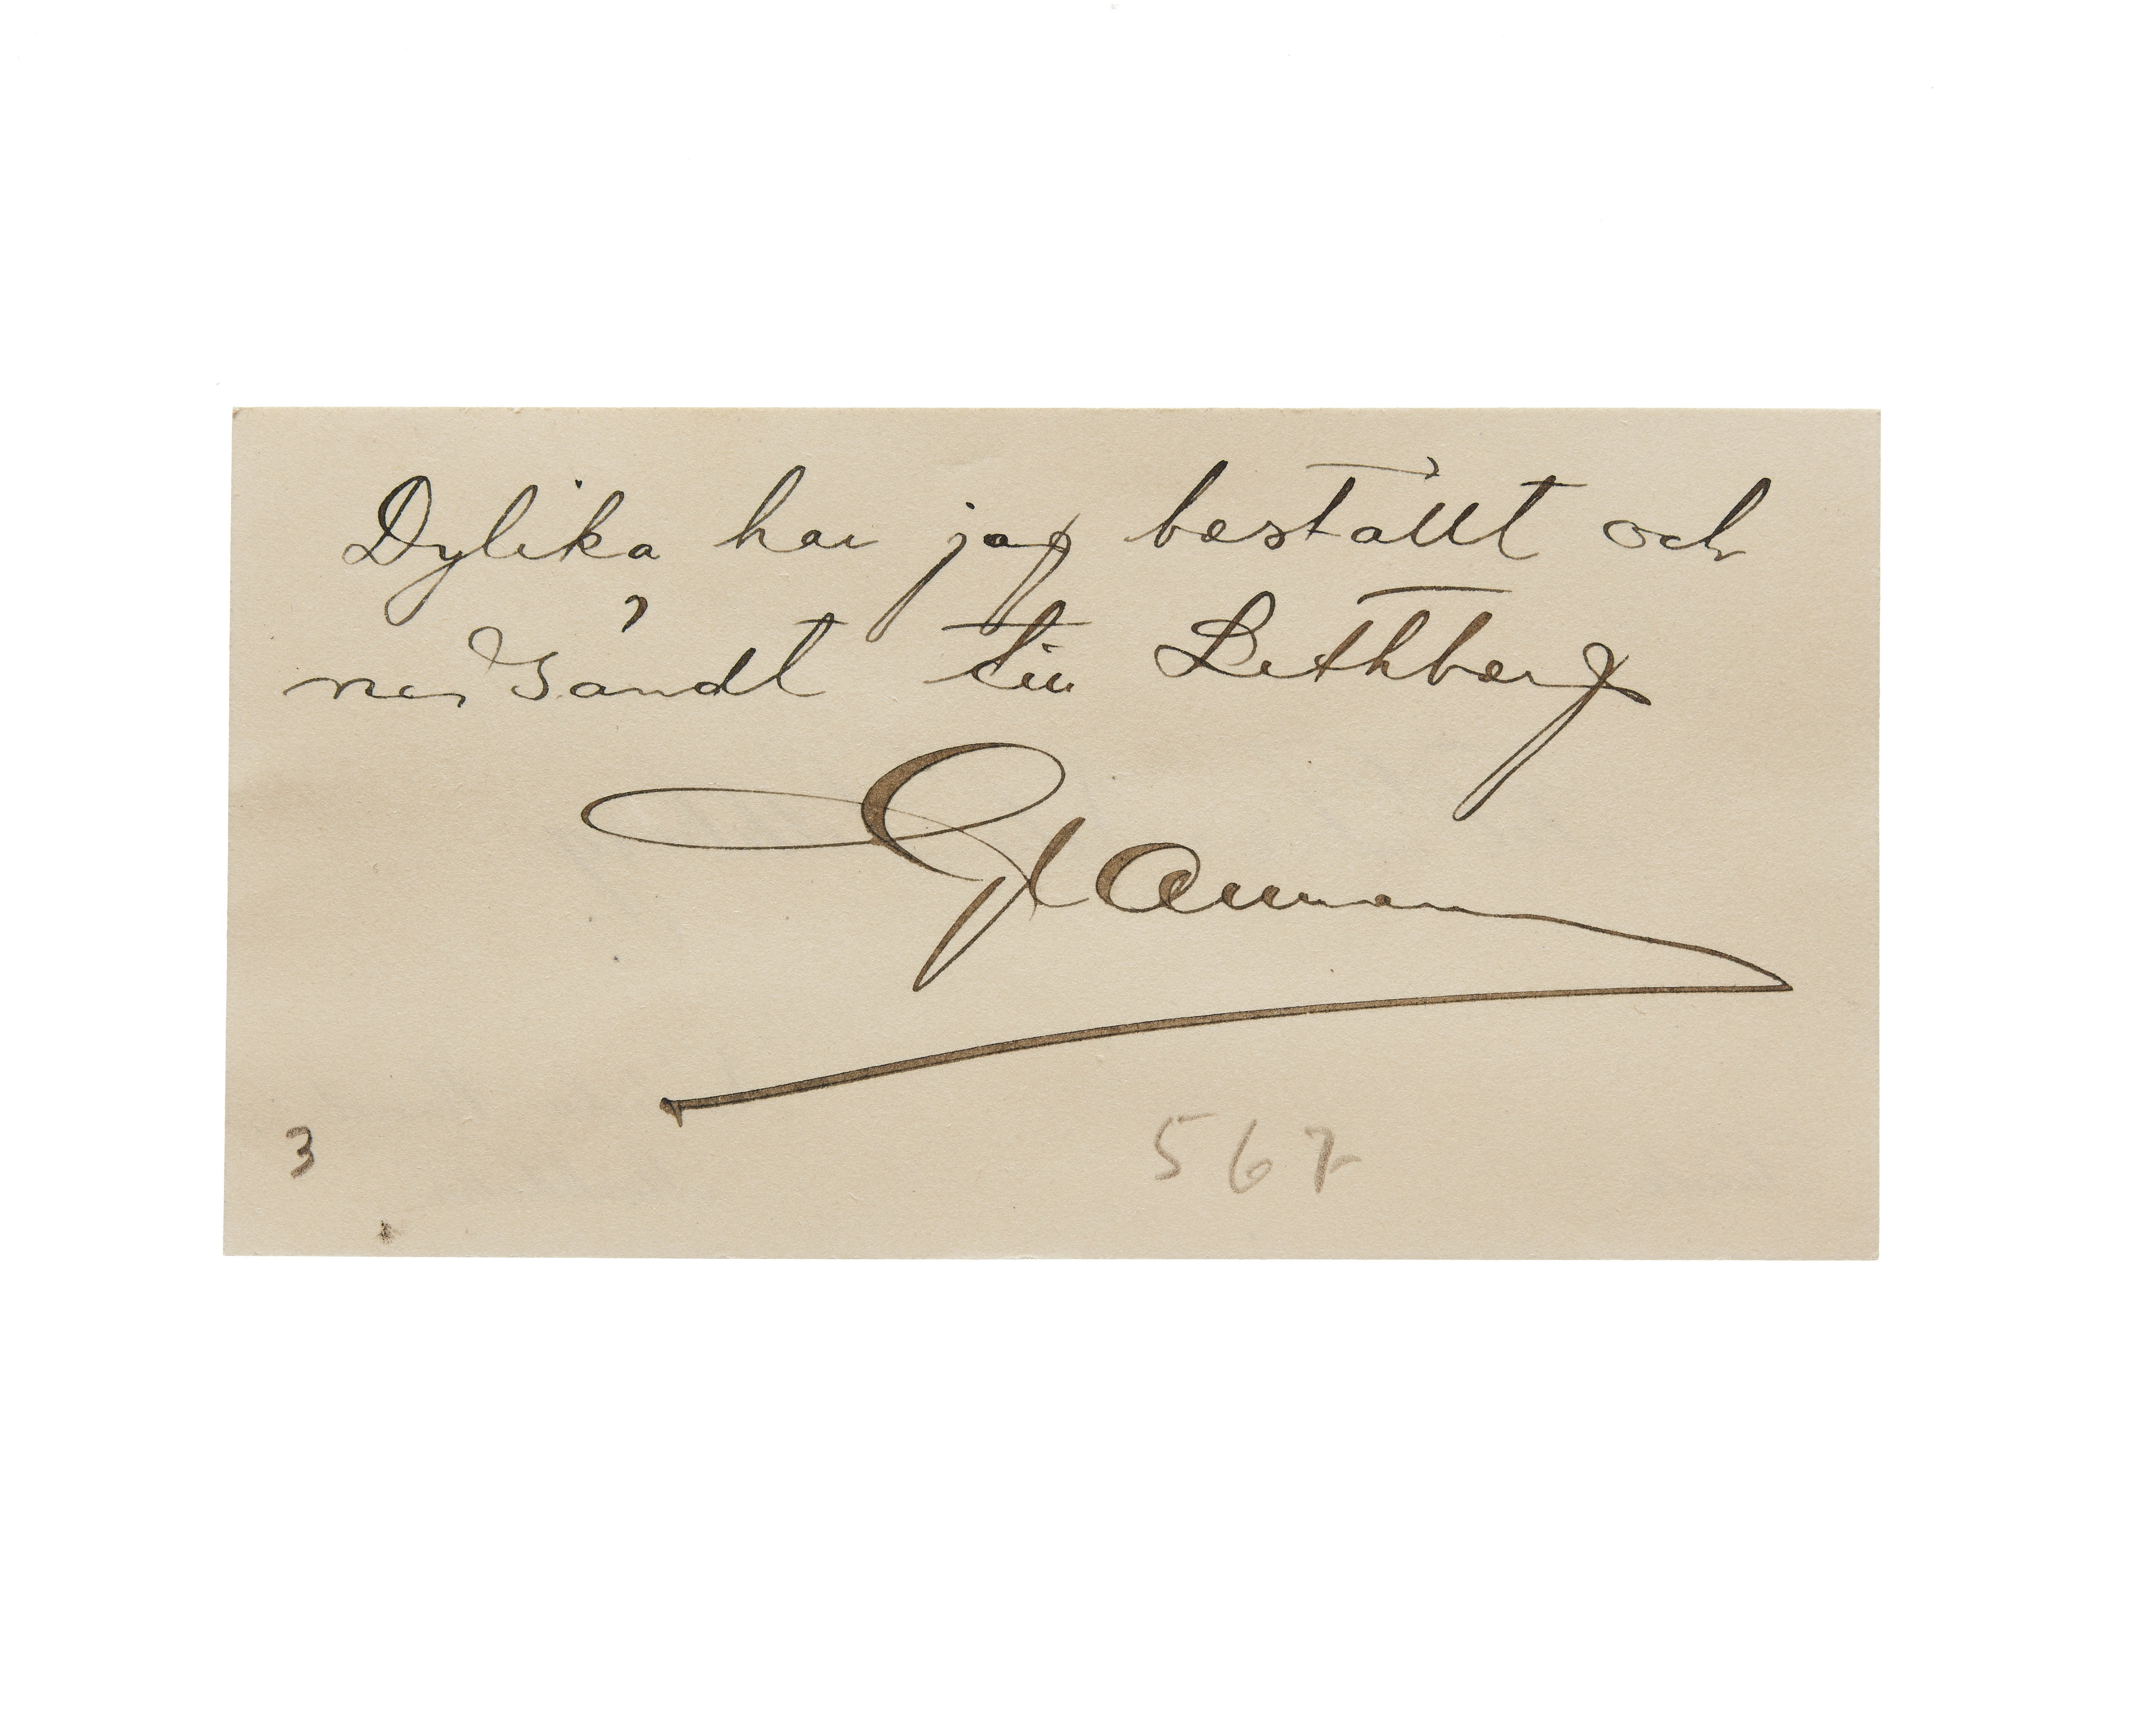 Dylika har jag beställt och
nersändt till Lethberg
3
567